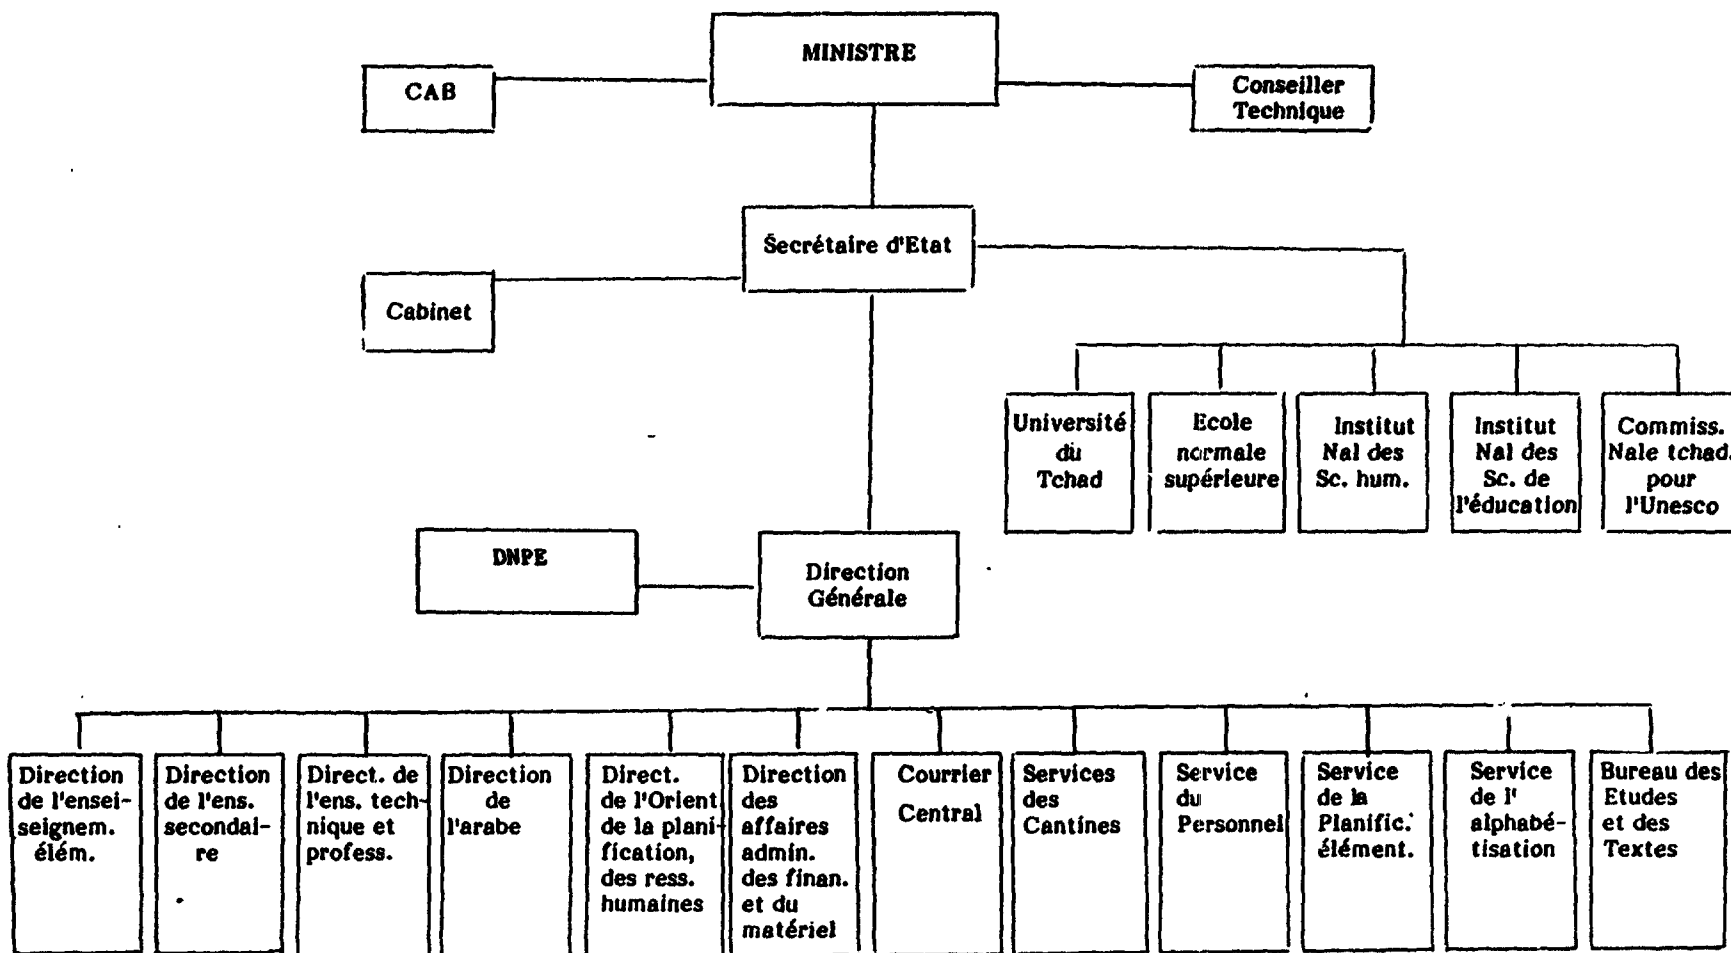 MINISTRE
CAB
Conseiller
Technique
Secrétaire d'Etat
Cabinet
Université
du
Tchad
Ecole
normale
supérieure
Institut
Nal des
Sc. hum.
Institut
Nal des
Sc. de
l'éducation
Commiss.
Nale tchad.
pour
l'Unesco
DNPE
Direction
Générale
Direction
de l'ensei-
seignem.
élém.
Direction
de l'ens.
secondai-
re
Direct. de
l'ens. tech-
nique et
profess.
Direction
de
l'arabe
Direct.
de l'Orient
de la plani-
fication,
des ress.
humaines
Direction
des
affaires
admin.
des finan.
et du
matériel
Courrier
Central
Services
des
Cantines
Service
du
Personnel
Service
de la
Planific.
élément.
Service
de l'
alphabé-
tisation
Bureau des
Etudes
et des
Textes